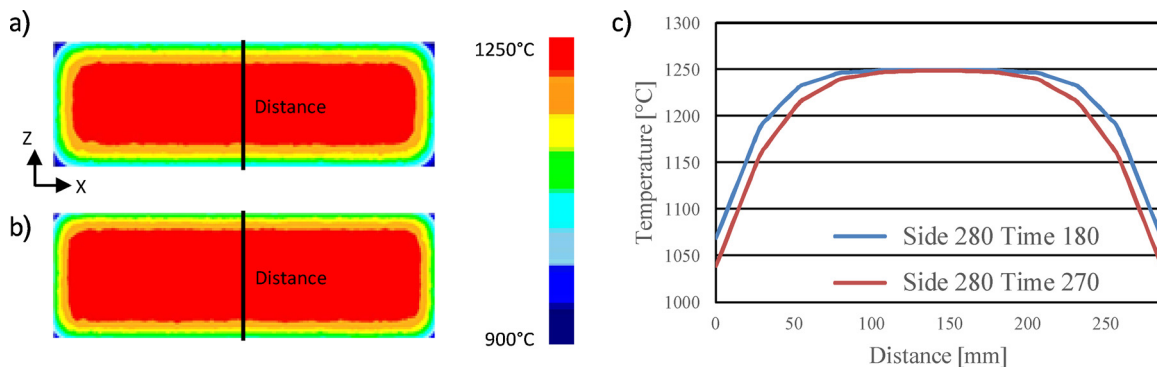 a)
1250°C
Distance
Z
X
b)
Distance
900°C
c)
1300
1250
1200
1150
1100
1050
1000
Temperature [°C]
Side 280 Time 180
Side 280 Time 270
0
50
100
150
200
250
Distance [mm]